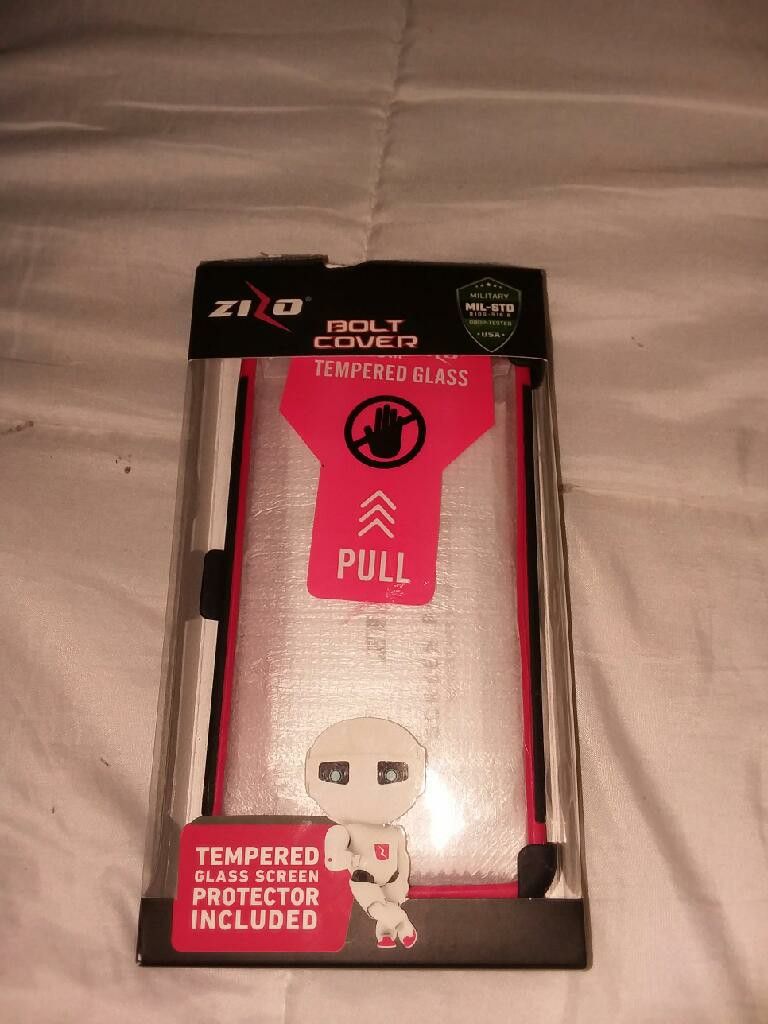 ZIZO®
BOLT
COVER
MILITARY
MIL-STD
USA
TEMPERED GLASS
PULL
TEMPERED
GLASS SCREEN
PROTECTOR
INCLUDED